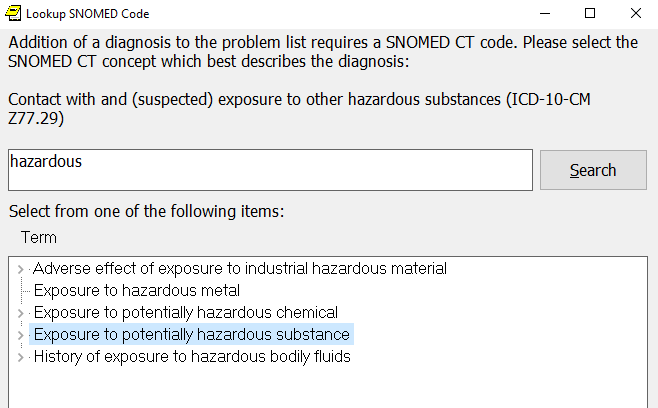 Lookup SNOMED Code
Addition of a diagnosis to the problem list requires a SNOMED CT code. Please select the
SNOMED CT concept which best describes the diagnosis:
Contact with and (suspected) exposure to other hazardous substances (ICD-10-CM
Z77.29)
hazardous
Search
Select from one of the following items:
Term
Adverse effect of exposure to industrial hazardous material
Exposure to hazardous metal
Exposure to potentially hazardous chemical
Exposure to potentially hazardous substance
History of exposure to hazardous bodily fluids